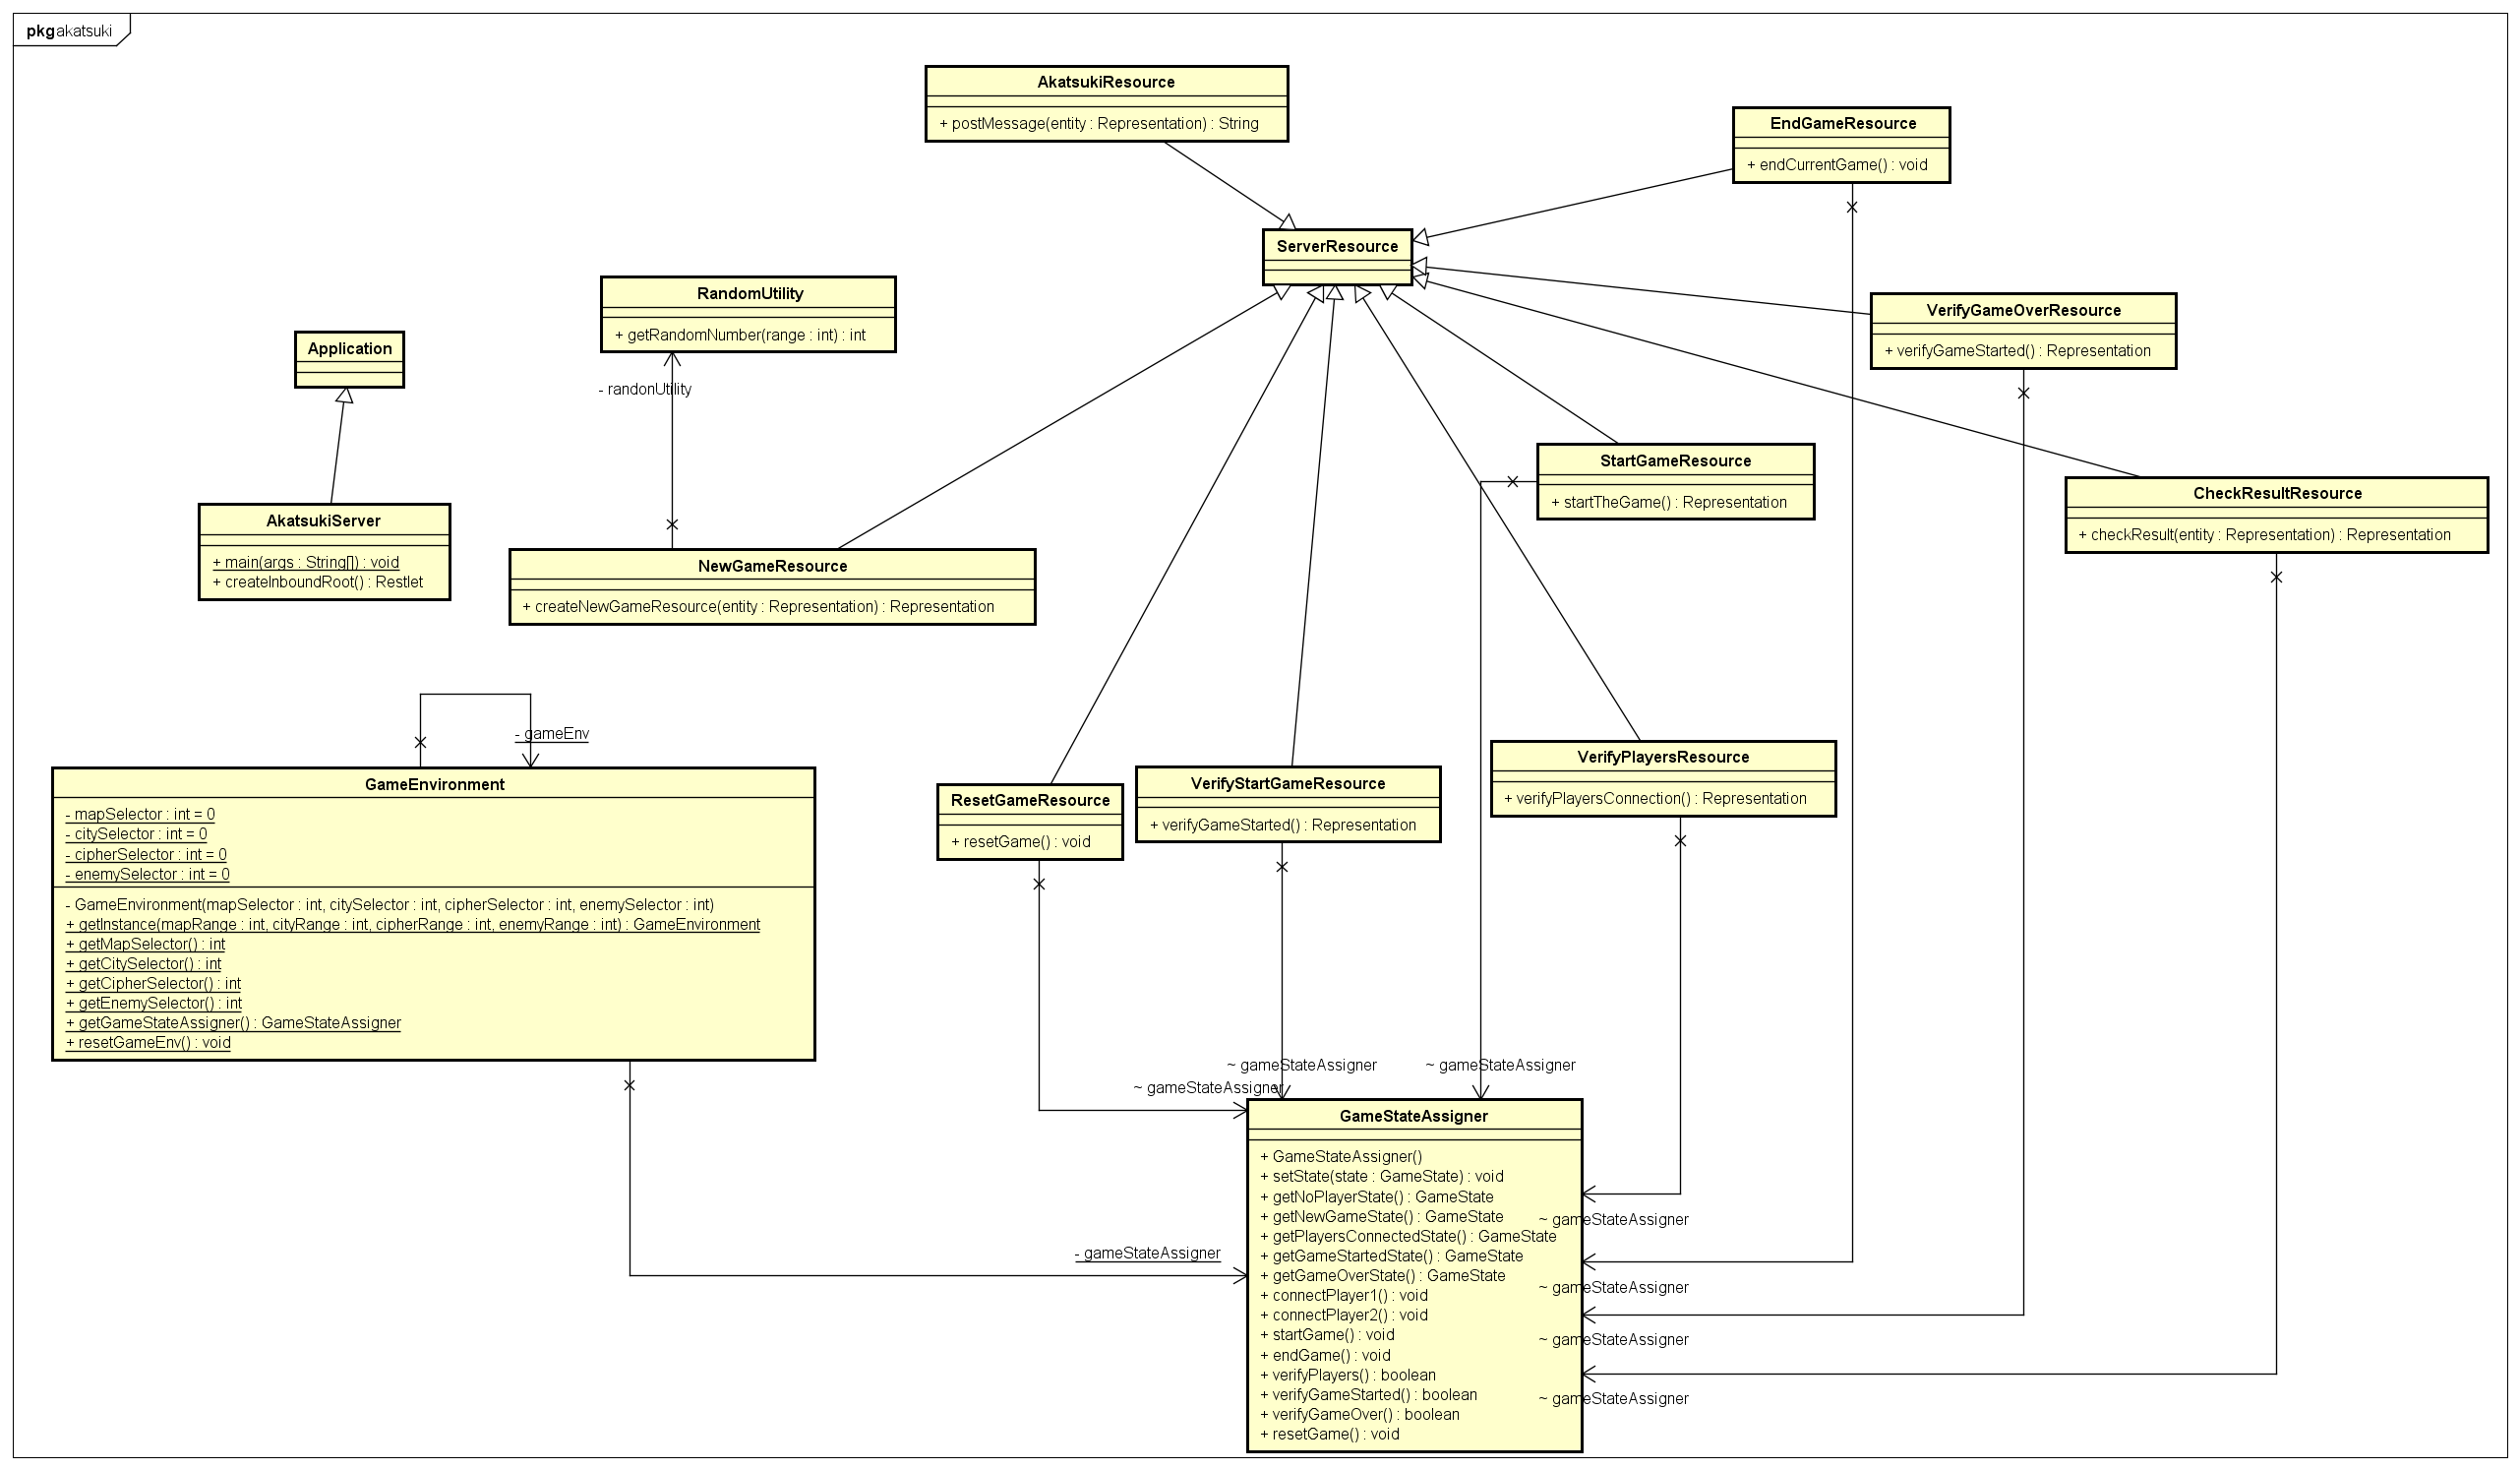 pkg akatsuki
AkatsukiResource
+ postMessage(entity : Representation) : String
EndGameResource
+ endCurrentGame() : void
ServerResource
RandomUtility
+ getRandomNumber(range : int) : int
VerifyGameOverResource
+ verifyGameStarted() : Representation
Application
- randonUtility
StartGameResource
+ startTheGame() : Representation
CheckResultResource
+ checkResult(entity : Representation) : Representation
AkatsukiServer
+ main(args : String[]) : void
+ createInboundRoot() : Restlet
NewGameResource
+ createNewGameResource(entity : Representation) : Representation
- gameEnv
GameEnvironment
- mapSelector : int = 0
- citySelector : int = 0
- cipherSelector : int = 0
- enemySelector : int = 0
- GameEnvironment(mapSelector : int, citySelector : int, cipherSelector : int, enemySelector : int)
+ getInstance(mapRange : int, cityRange : int, cipherRange : int, enemyRange : int) : GameEnvironment
+ getMapSelector() : int
+ getCitySelector() : int
+ getCipherSelector() : int
+ getEnemySelector() : int
+ getGameStateAssigner() : GameStateAssigner
+ resetGameEnv() : void
ResetGameResource
+ resetGame() : void
VerifyStartGameResource
+ verifyGameStarted() : Representation
VerifyPlayersResource
+ verifyPlayersConnection() : Representation
~ gameStateAssigner
~ gameStateAssigner
~ gameStateAssigner
- gameStateAssigner
GameStateAssigner
+ GameStateAssigner()
+ setState(state : GameState) : void
+ getNoPlayerState() : GameState
+ getNewGameState() : GameState
+ getPlayersConnectedState() : GameState
+ getGameStartedState() : GameState
+ getGameOverState() : GameState
+ connectPlayer1() : void
+ connectPlayer2() : void
+ startGame() : void
+ endGame() : void
+ verifyPlayers() : boolean
+ verifyGameStarted() : boolean
+ verifyGameOver() : boolean
+ resetGame() : void
~ gameStateAssigner
~ gameStateAssigner
~ gameStateAssigner
~ gameStateAssigner